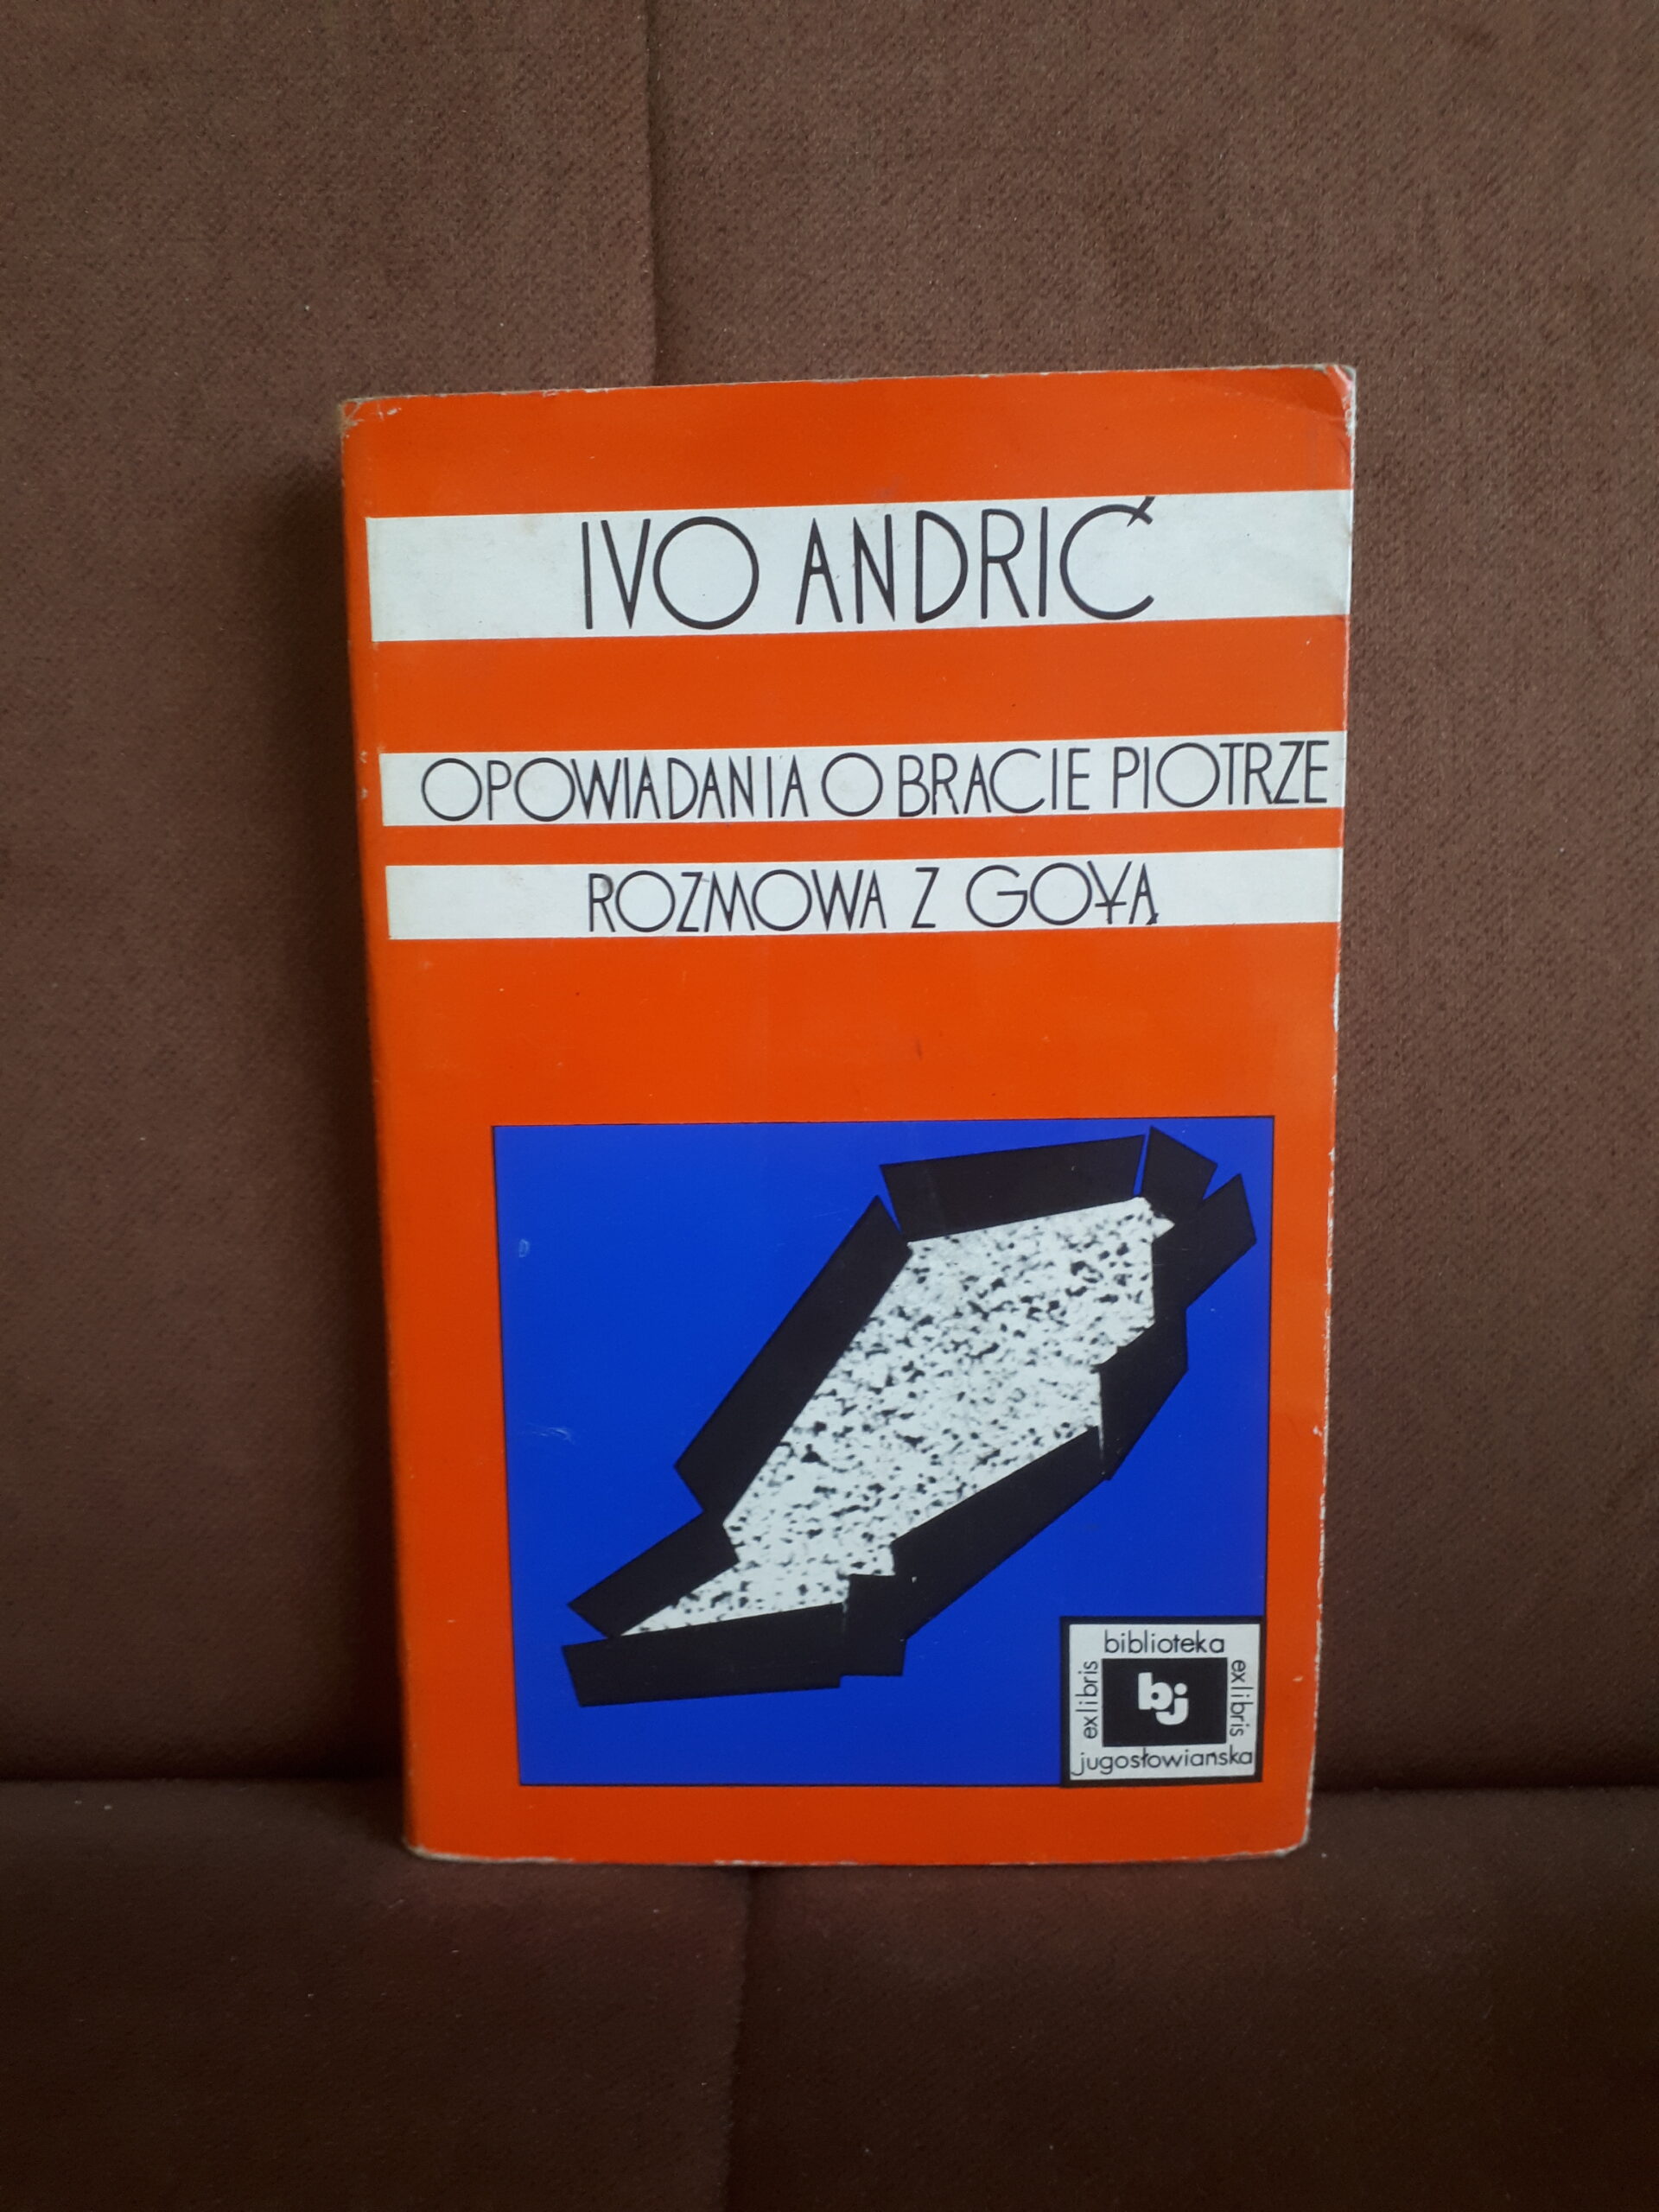 IVO ANDRIĆ
OPOWIADANIA O BRACIE PIOTRZE
ROZMOWA Z GOYĄ
biblioteka
exlibris
bj
exlibris
jugosłowiańska